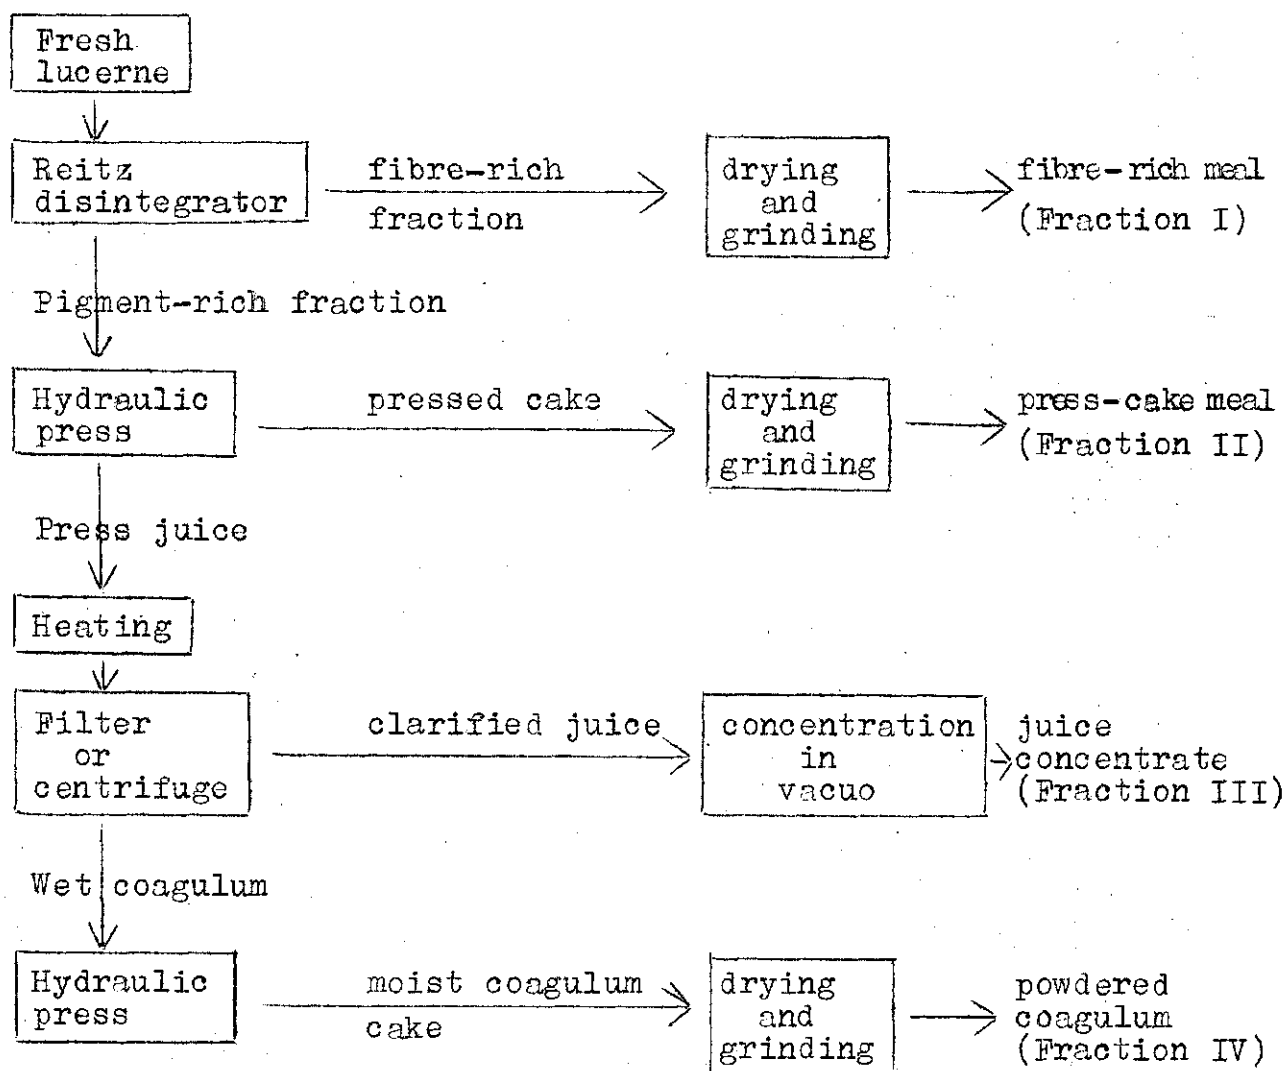 Fresh
lucerne
Reitz
disintegrator
fibre-rich
fraction
drying
and
grinding
fibre-rich meal
(Fraction I)
Pigment-rich fraction
Hydraulic
press
pressed cake
drying
and
grinding
press-cake meal
(Fraction II)
Press juice
Heating
Filter
or
centrifuge
clarified juice
concentration
in
vacuo
juice
concentrate
(Fraction III)
Wet coagulum
Hydraulic
press
moist coagulum
cake
drying
and
grinding
powdered
coagulum
(Fraction IV)